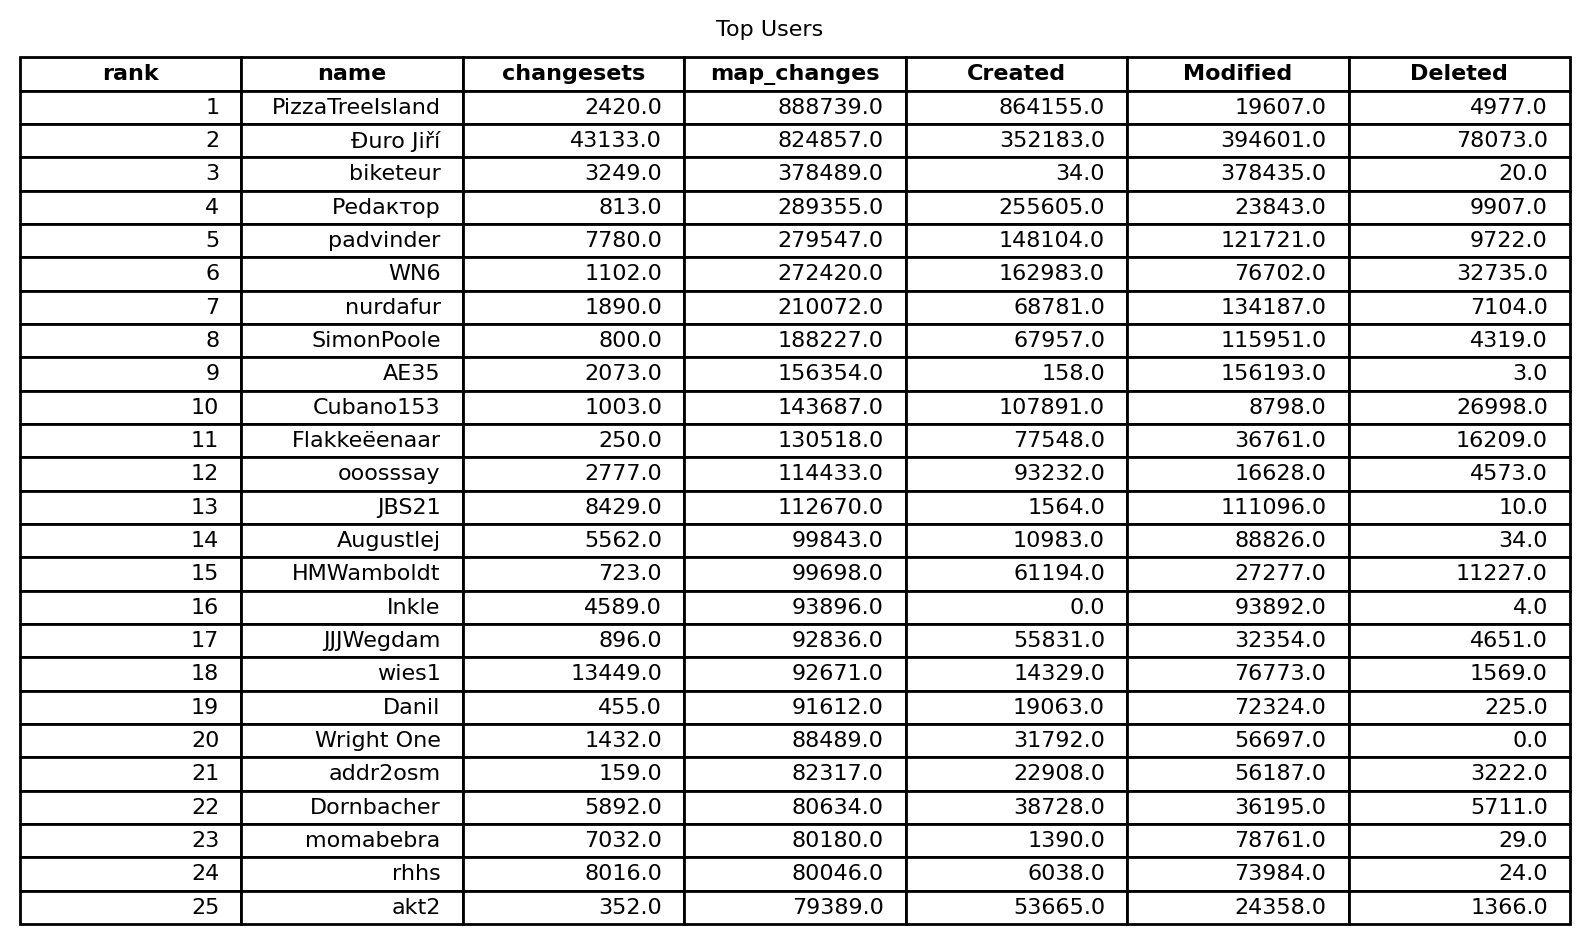 Top Users
rank name changesets map_changes Created Modified Deleted
1 PizzaTreeIsland 2420.0 888739.0 864155.0 19607.0 4977.0
2 Đuro Jiří 43133.0 824857.0 352183.0 394601.0 78073.0
3 biketeur 3249.0 378489.0 34.0 378435.0 20.0
4 Редактор 813.0 289355.0 255605.0 23843.0 9907.0
5 padvinder 7780.0 279547.0 148104.0 121721.0 9722.0
6 WN6 1102.0 272420.0 162983.0 76702.0 32735.0
7 nurdafur 1890.0 210072.0 68781.0 134187.0 7104.0
8 SimonPoole 800.0 188227.0 67957.0 115951.0 4319.0
9 AE35 2073.0 156354.0 158.0 156193.0 3.0
10 Cubano153 1003.0 143687.0 107891.0 8798.0 26998.0
11 Flakkeëenaar 250.0 130518.0 77548.0 36761.0 16209.0
12 ooosssay 2777.0 114433.0 93232.0 16628.0 4573.0
13 JBS21 8429.0 112670.0 1564.0 111096.0 10.0
14 Augustlej 5562.0 99843.0 10983.0 88826.0 34.0
15 HMWamboldt 723.0 99698.0 61194.0 27277.0 11227.0
16 Inkle 4589.0 93896.0 0.0 93892.0 4.0
17 JJJWegdam 896.0 92836.0 55831.0 32354.0 4651.0
18 wies1 13449.0 92671.0 14329.0 76773.0 1569.0
19 Danil 455.0 91612.0 19063.0 72324.0 225.0
20 Wright One 1432.0 88489.0 31792.0 56697.0 0.0
21 addr2osm 159.0 82317.0 22908.0 56187.0 3222.0
22 Dornbacher 5892.0 80634.0 38728.0 36195.0 5711.0
23 momabebra 7032.0 80180.0 1390.0 78761.0 29.0
24 rhhs 8016.0 80046.0 6038.0 73984.0 24.0
25 akt2 352.0 79389.0 53665.0 24358.0 1366.0